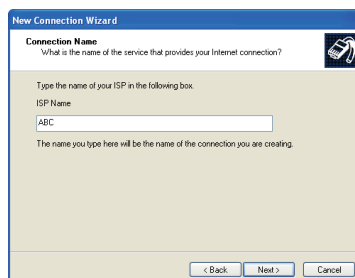 New Connection Wizard
Connection Name
What is the name of the service that provides your Internet connection?
Type the name of your ISP in the following box.
ISP Name
ABC
The name you type here will be the name of the connection you are creating.
< Back
Next >
Cancel